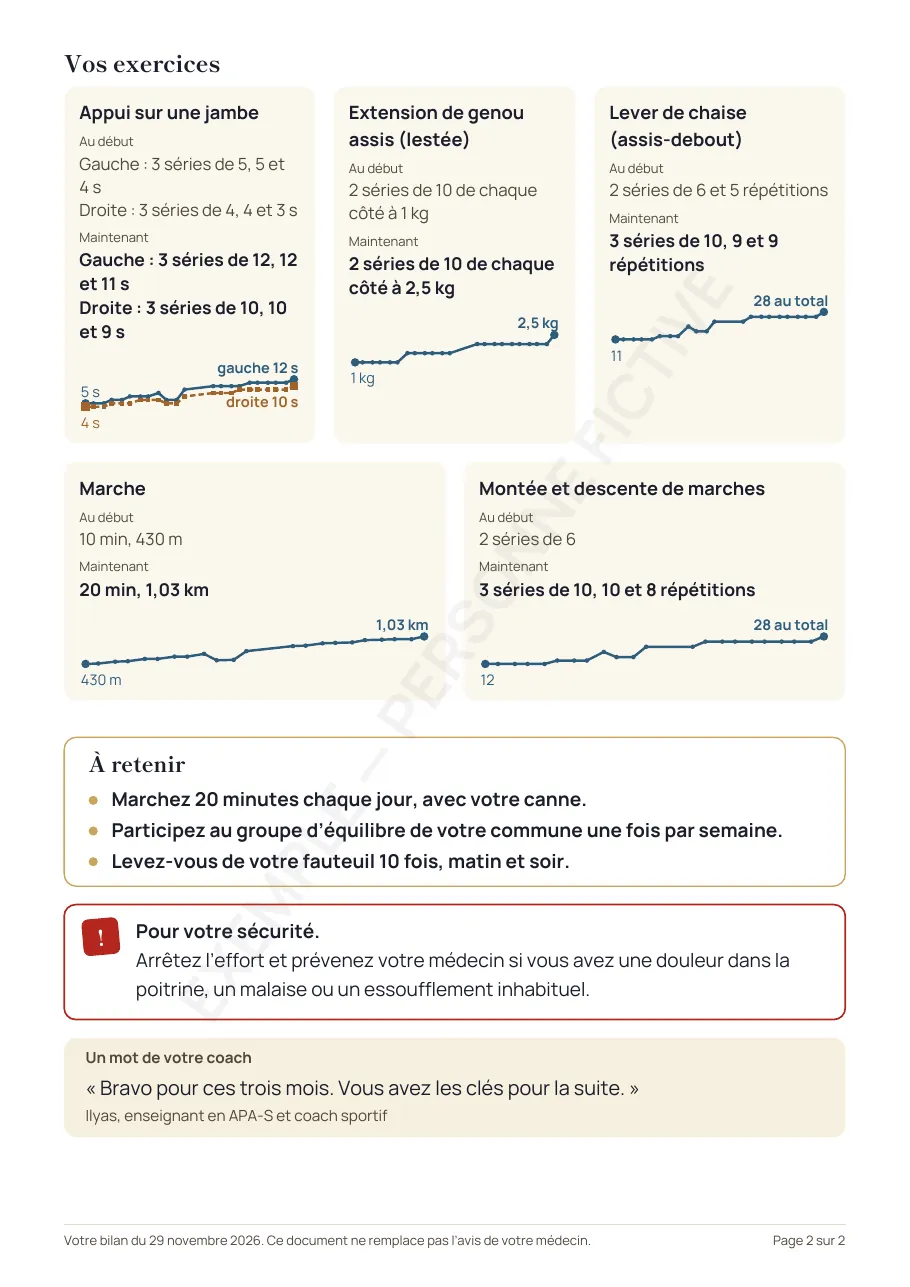 Vos exercices
Appui sur une jambe
Au début
Gauche : 3 séries de 5, 5 et
4 s
Droite : 3 séries de 4, 4 et 3 s
Maintenant
Gauche : 3 séries de 12, 12
et 11 s
Droite : 3 séries de 10, 10
et 9 s
gauche 12 s
5 s
droite 10 s
4 s
Extension de genou
assis (lestée)
Au début
2 séries de 10 de chaque
côté à 1 kg
Maintenant
2 séries de 10 de chaque
côté à 2,5 kg
2,5 kg
1 kg
Lever de chaise
(assis-debout)
Au début
2 séries de 6 et 5 répétitions
Maintenant
3 séries de 10, 9 et 9
répétitions
28 au total
11
Marche
Au début
10 min, 430 m
Maintenant
20 min, 1,03 km
1,03 km
430 m
Montée et descente de marches
Au début
2 séries de 6
Maintenant
3 séries de 10, 10 et 8 répétitions
28 au total
12
EXEMPLE — PERSONNE FICTIVE
À retenir
Marchez 20 minutes chaque jour, avec votre canne.
Participez au groupe d’équilibre de votre commune une fois par semaine.
Levez-vous de votre fauteuil 10 fois, matin et soir.
!
Pour votre sécurité.
Arrêtez l’effort et prévenez votre médecin si vous avez une douleur dans la
poitrine, un malaise ou un essoufflement inhabituel.
Un mot de votre coach
« Bravo pour ces trois mois. Vous avez les clés pour la suite. »
Ilyas, enseignant en APA-S et coach sportif
Votre bilan du 29 novembre 2026. Ce document ne remplace pas l’avis de votre médecin.
Page 2 sur 2